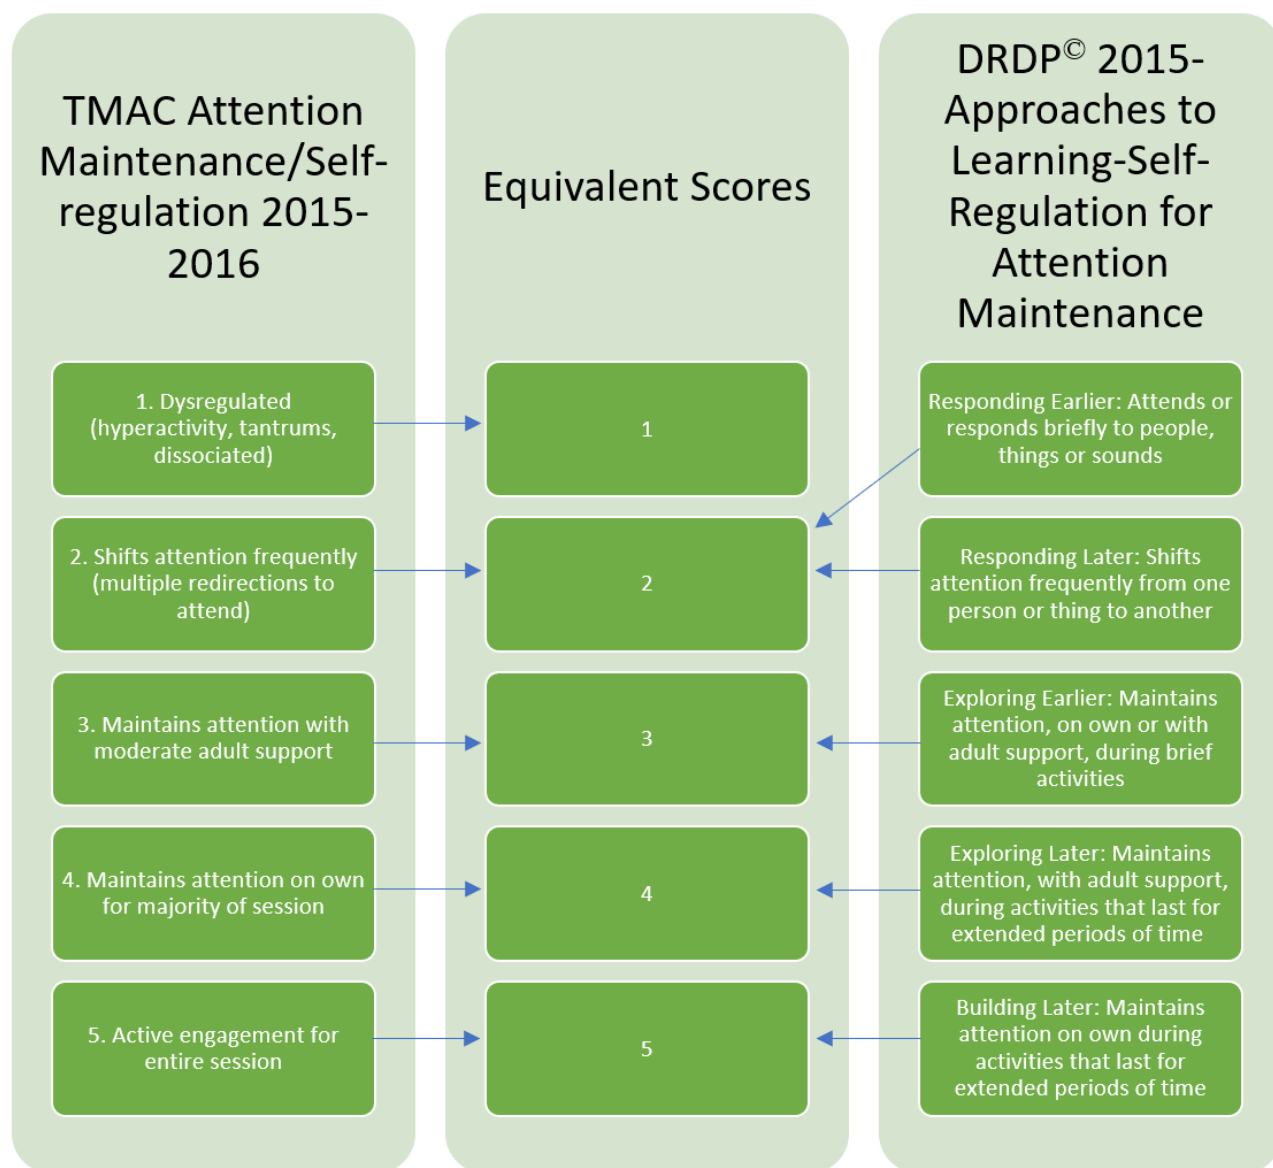 TMAC Attention
Maintenance/Self-
regulation 2015-
2016
1. Dysregulated
(hyperactivity, tantrums,
dissociated)
2. Shifts attention frequently
(multiple redirections to
attend)
3. Maintains attention with
moderate adult support
4. Maintains attention on own
for majority of session
5. Active engagement for
entire session
Equivalent Scores
1
2
3
4
5
DRDP© 2015-
Approaches to
Learning-Self-
Regulation for
Attention
Maintenance
Responding Earlier: Attends or
responds briefly to people,
things or sounds
Responding Later: Shifts
attention frequently from one
person or thing to another
Exploring Earlier: Maintains
attention, on own or with
adult support, during brief
activities
Exploring Later: Maintains
attention, with adult support,
during activities that last for
extended periods of time
Building Later: Maintains
attention on own during
activities that last for
extended periods of time